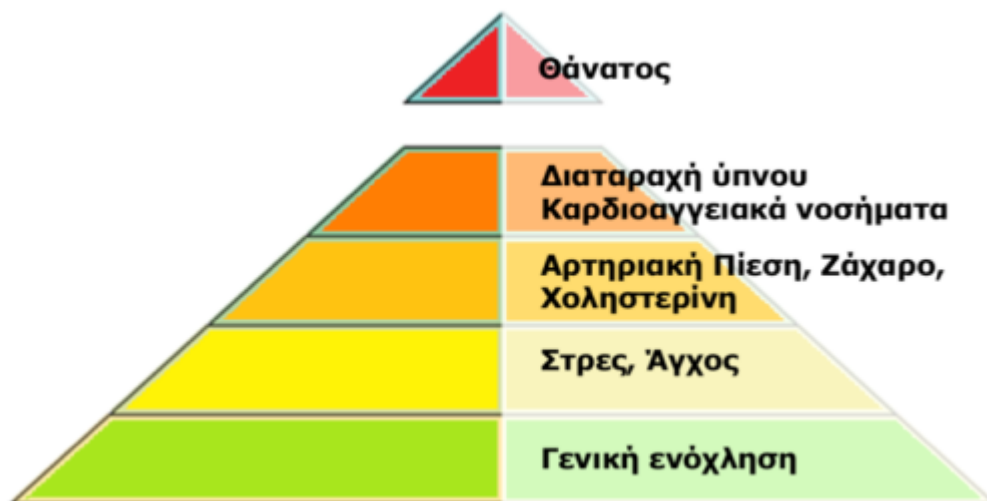 Θάνατος
Διαταραχή ύπνου
Καρδιοαγγειακά νοσήματα
Αρτηριακή Πίεση, Ζάχαρο,
Χοληστερίνη
Στρες, Άγχος
Γενική ενόχληση